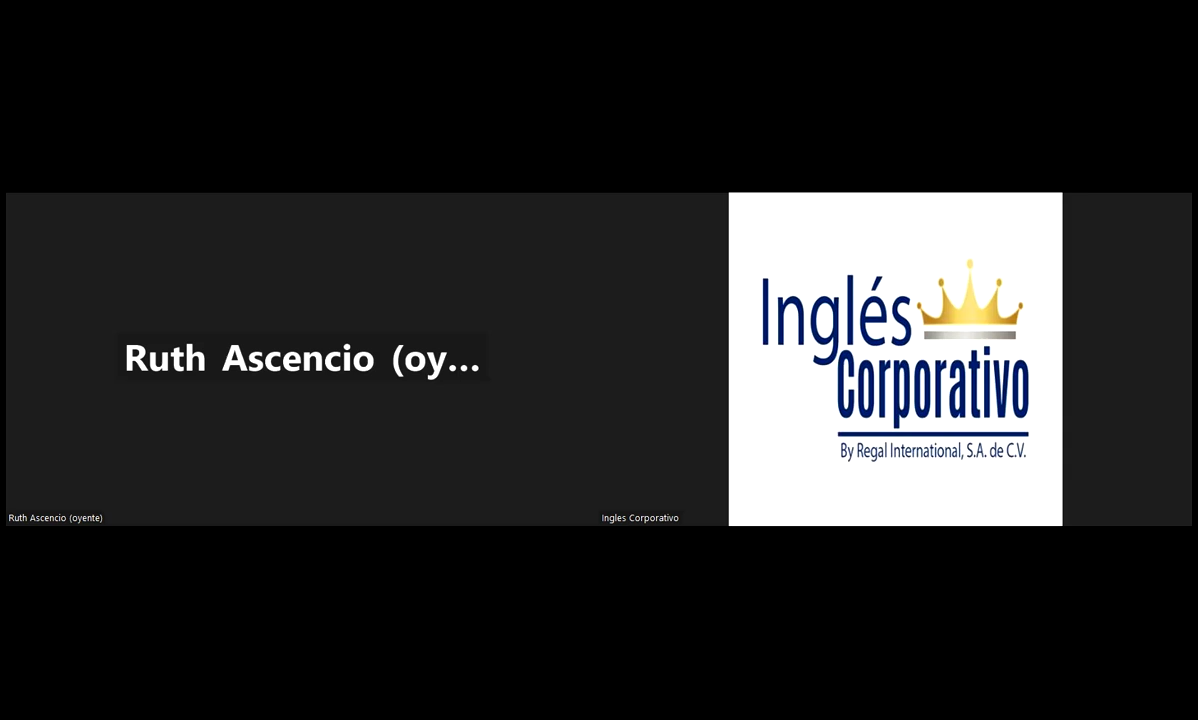 Ruth Ascencio (oy...
Ruth Ascencio (oyente)
Inglés
Corporativo
By Regal International, S.A. de C.V.
Ingles Corporativo